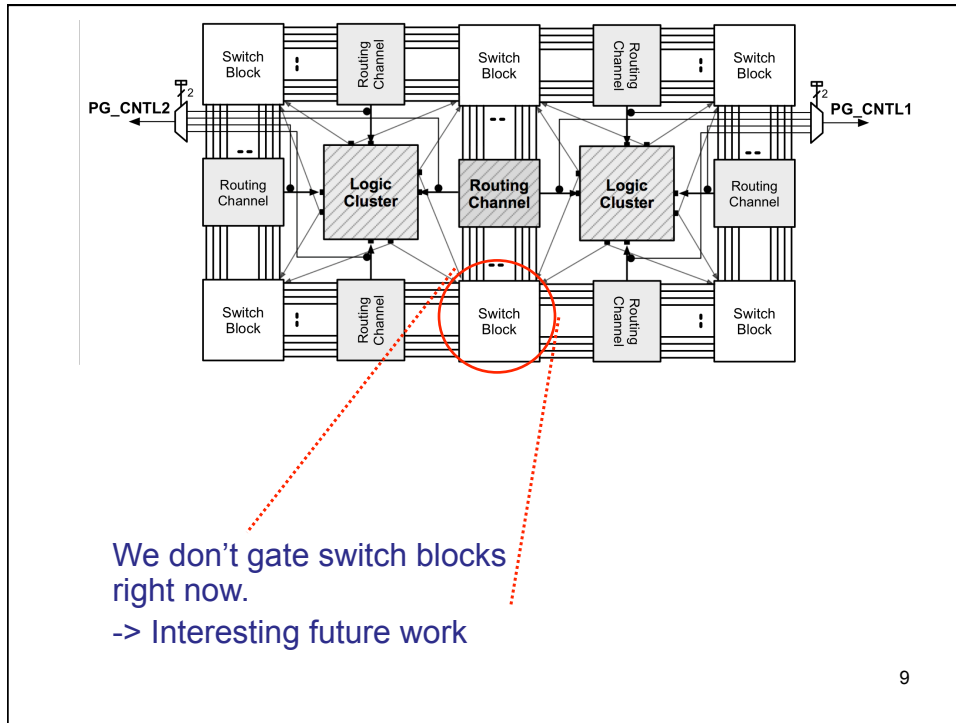 Switch
Block
Routing
Channel
Switch
Block
Routing
Channel
Switch
Block
2
PG_CNTL2
2
PG_CNTL1
Routing
Channel
Logic
Cluster
Routing
Channel
Logic
Cluster
Routing
Channel
Switch
Block
Routing
Channel
Switch
Block
Routing
Channel
Switch
Block
We don’t gate switch blocks
right now.
-> Interesting future work
9